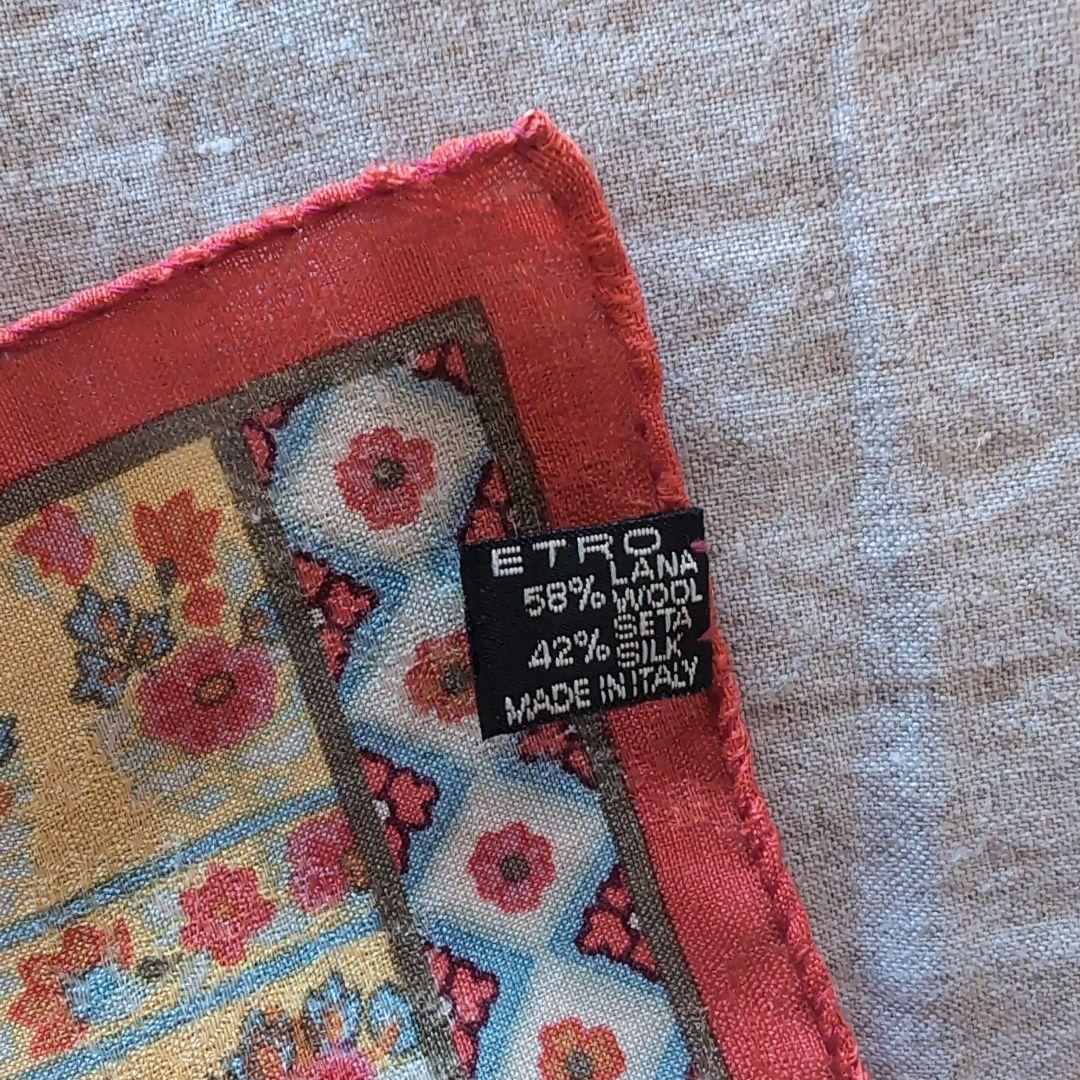 ETRO
58% LANA
WOOL
SETA
42% SILK
MADE IN ITALY